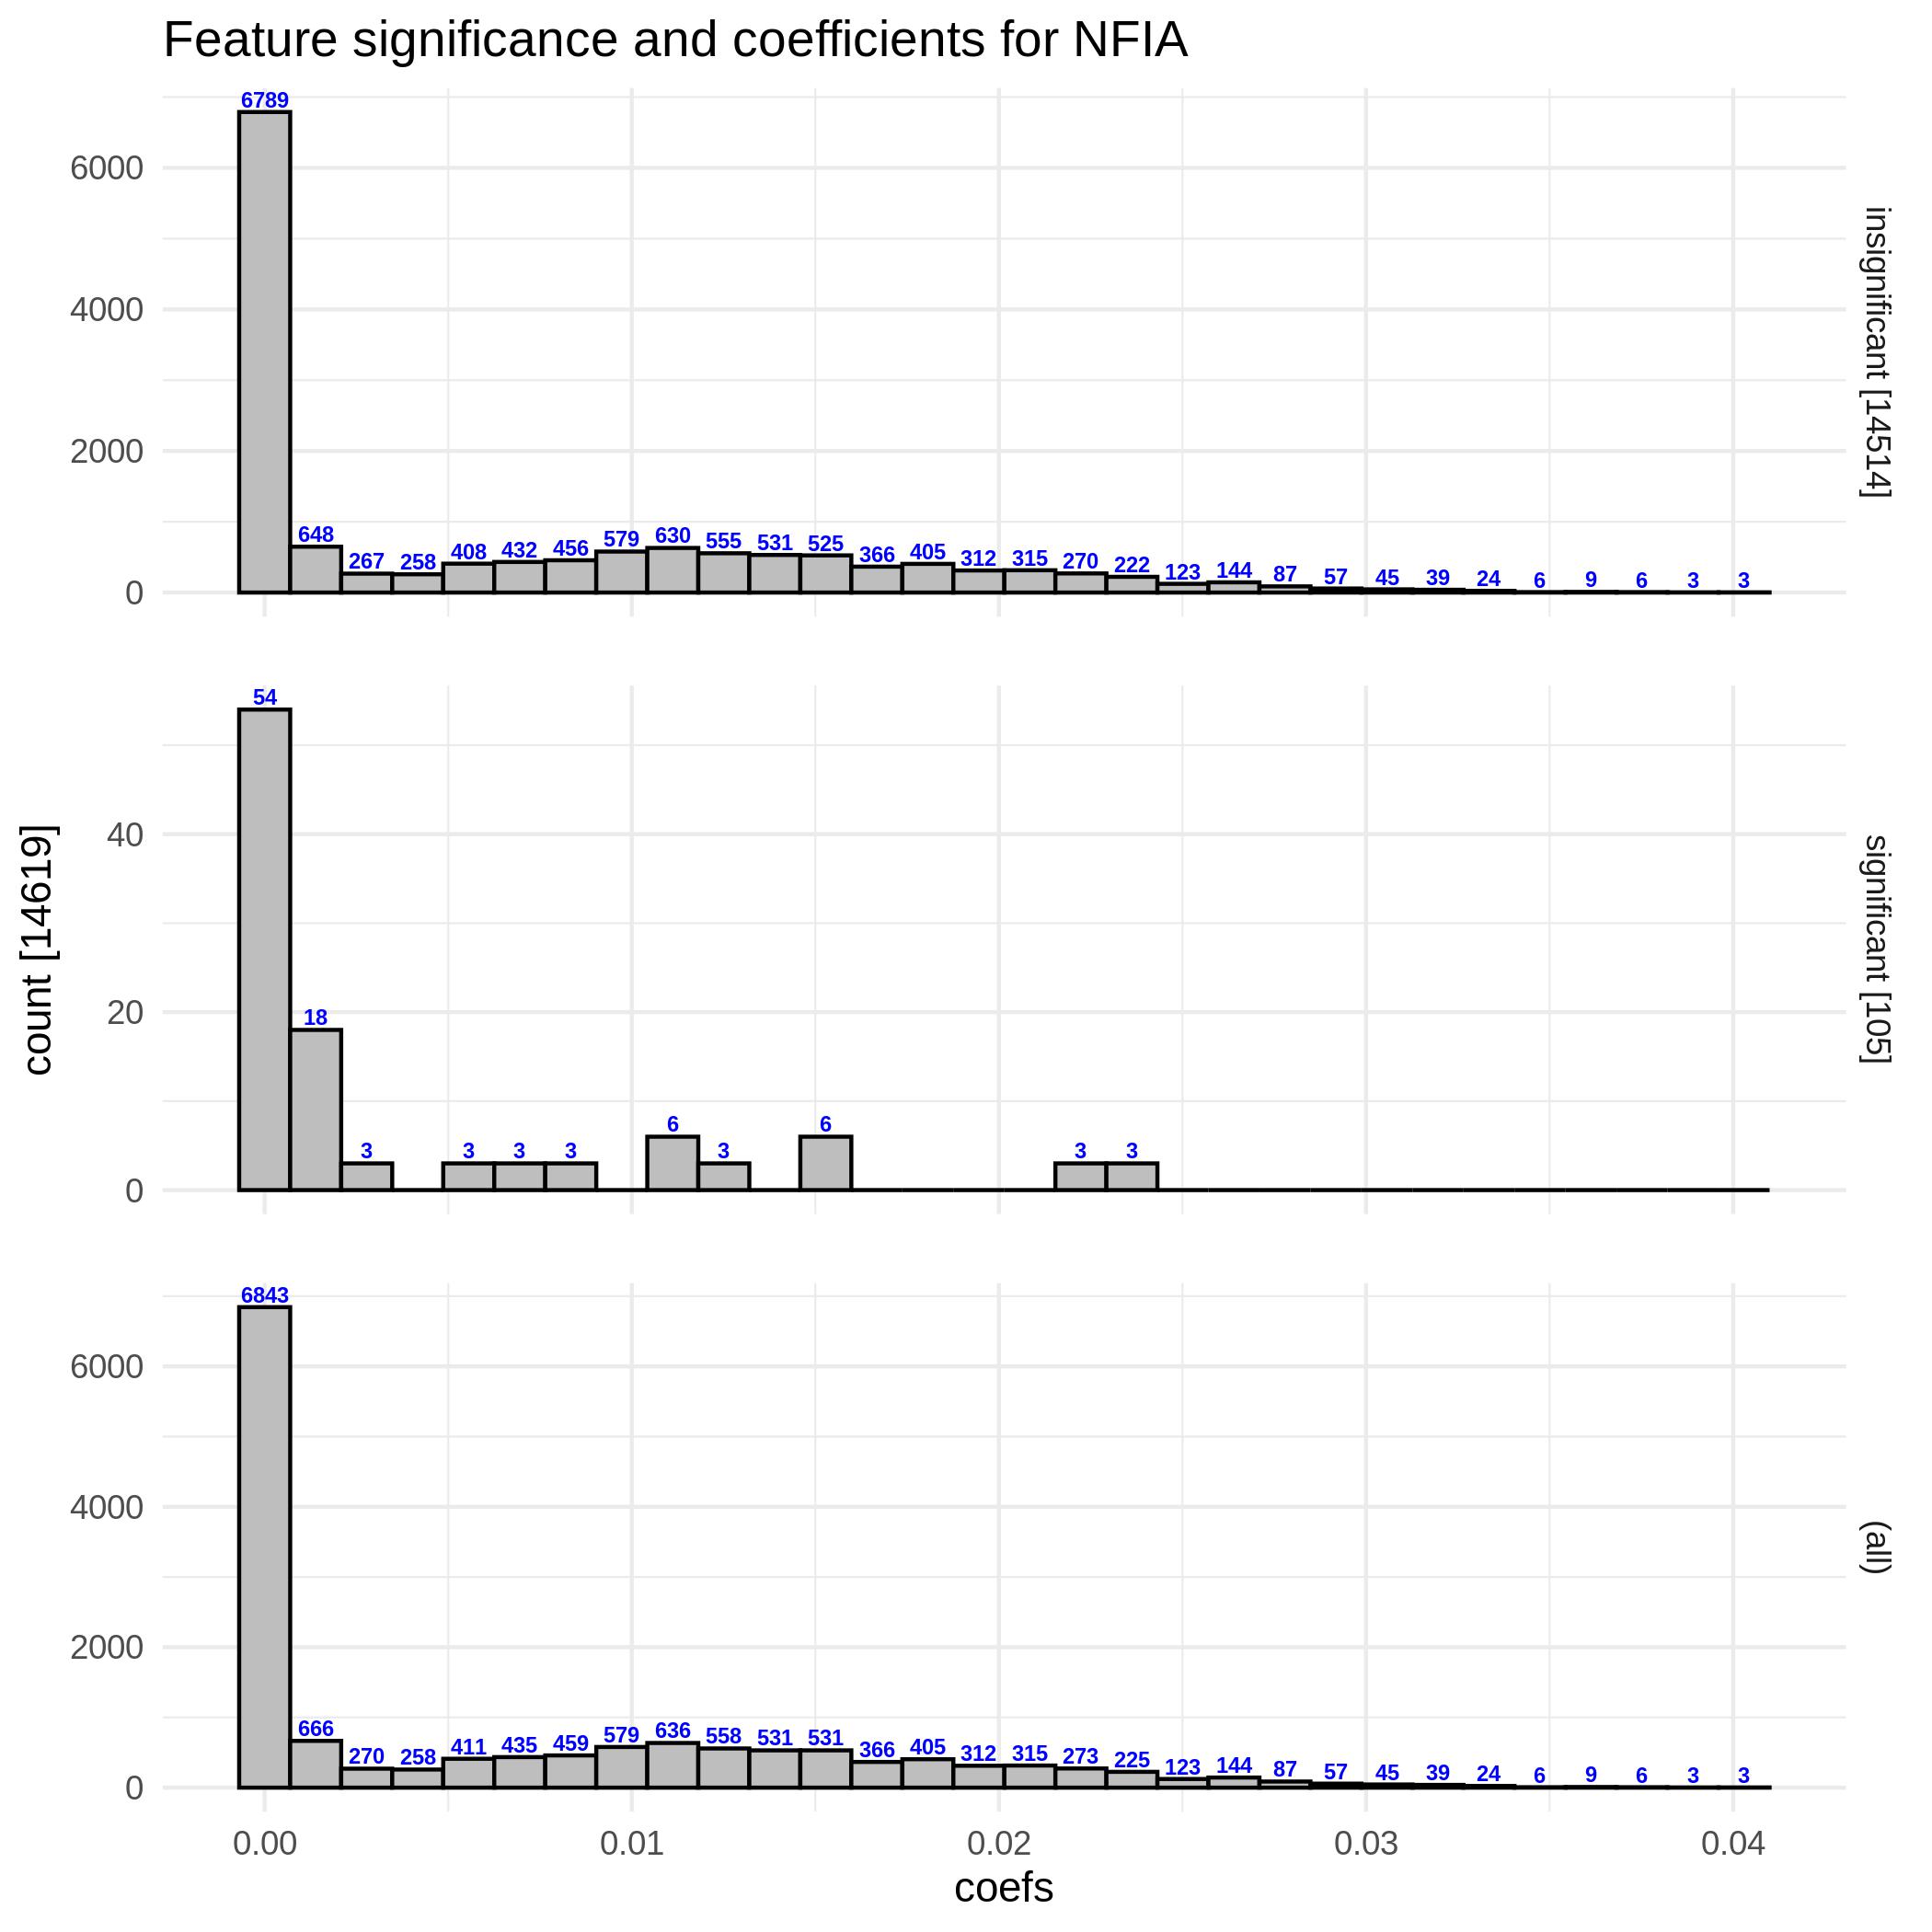 Feature significance and coefficients for NFIA
6789
648 267 258 408 432 456 579 630 555 531 525 366 405 312 315 270 222 123 144 87 57 45 39 24 6 9 6 3 3
6000
4000
2000
0
insignificant [14514]
54
18
3 3 3 3 6 3 6 3 3
40
20
0
significant [105]
count [14619]
6843
666 270 258 411 435 459 579 636 558 531 531 366 405 312 315 273 225 123 144 87 57 45 39 24 6 9 6 3 3
6000
4000
2000
0
(all)
0.00 0.01 0.02 0.03 0.04
coefs